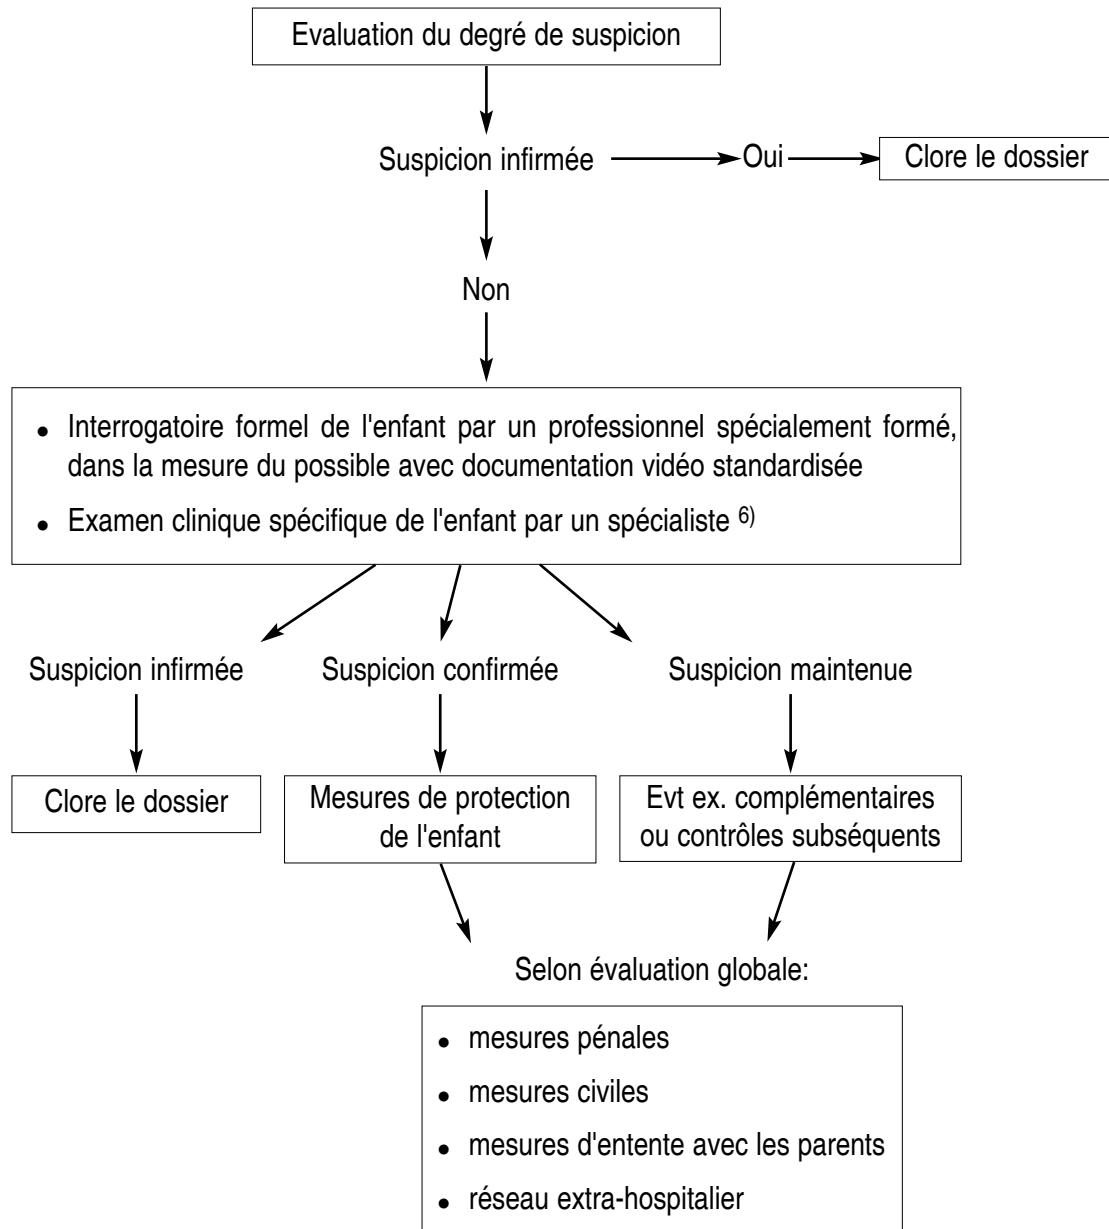 Evaluation du degré de suspicion
Suspicion infirmée
Oui
Clore le dossier
Non
• Interrogatoire formel de l'enfant par un professionnel spécialement formé,
dans la mesure du possible avec documentation vidéo standardisée
• Examen clinique spécifique de l'enfant par un spécialiste 6)
Suspicion infirmée
Suspicion confirmée
Suspicion maintenue
Clore le dossier
Mesures de protection
de l'enfant
Evt ex. complémentaires
ou contrôles subséquents
Selon évaluation globale:
• mesures pénales
• mesures civiles
• mesures d'entente avec les parents
• réseau extra-hospitalier